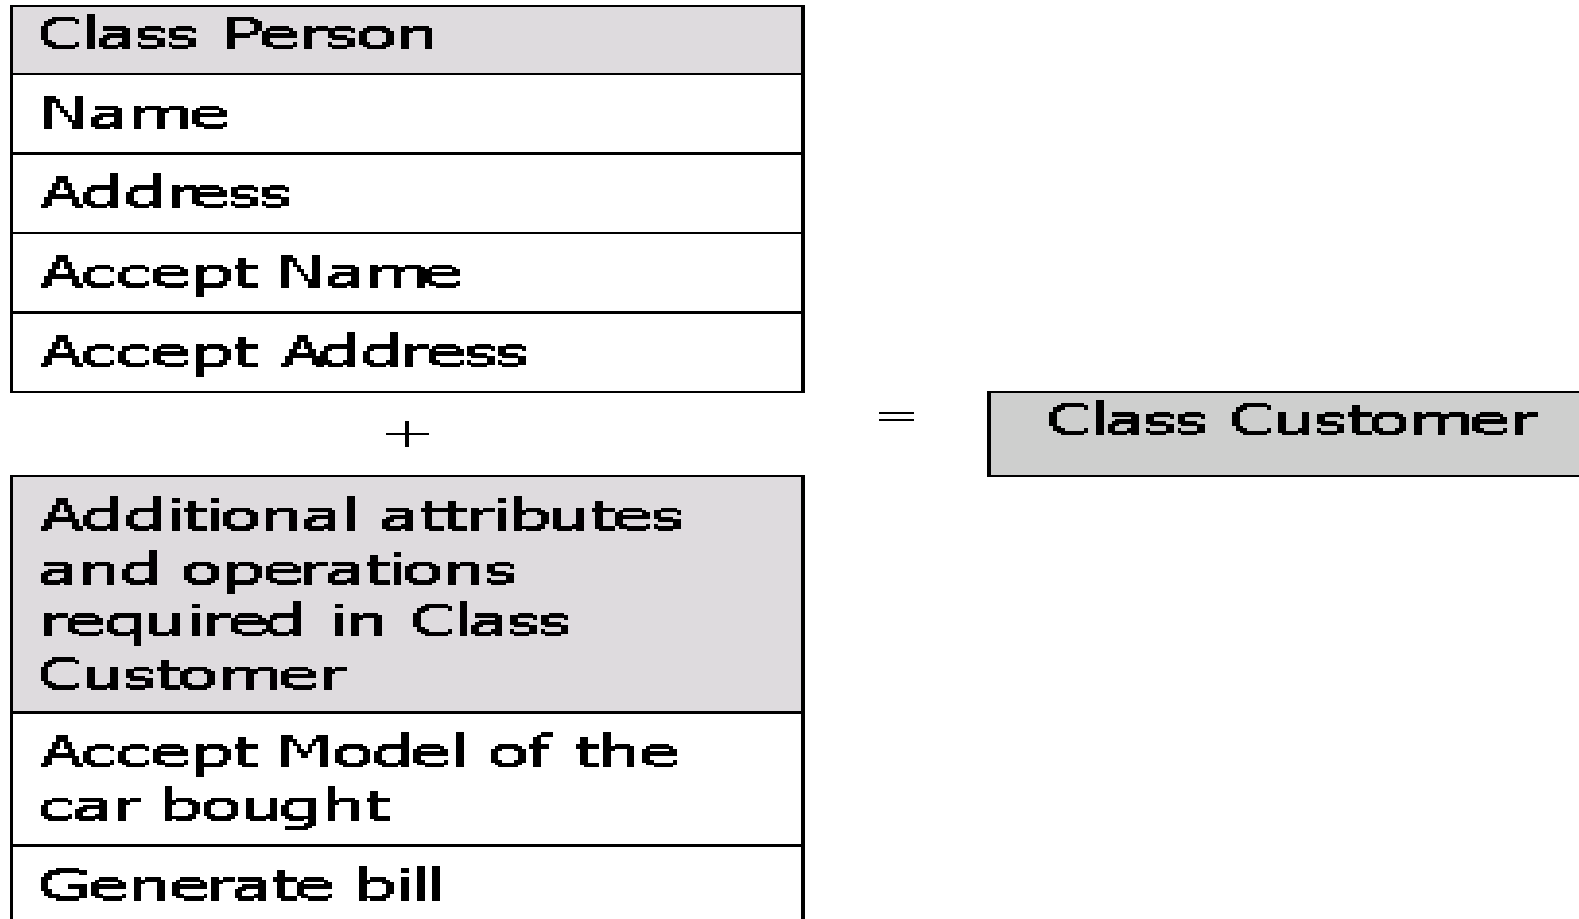 Class Person
Name
Address
Accept Name
Accept Address
+
Additional attributes
and operations
required in Class
Customer
Accept Model of the
car bought
Generate bill
=
Class Customer